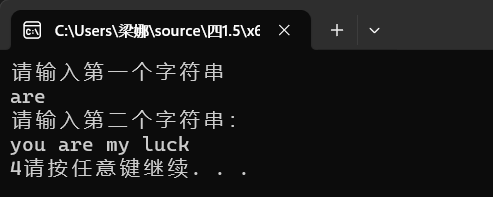 C:\Users\梁娜\source\四1.5\x6
请输入第一个字符串
are
请输入第二个字符串:
you are my luck
4请按任意键继续. . .